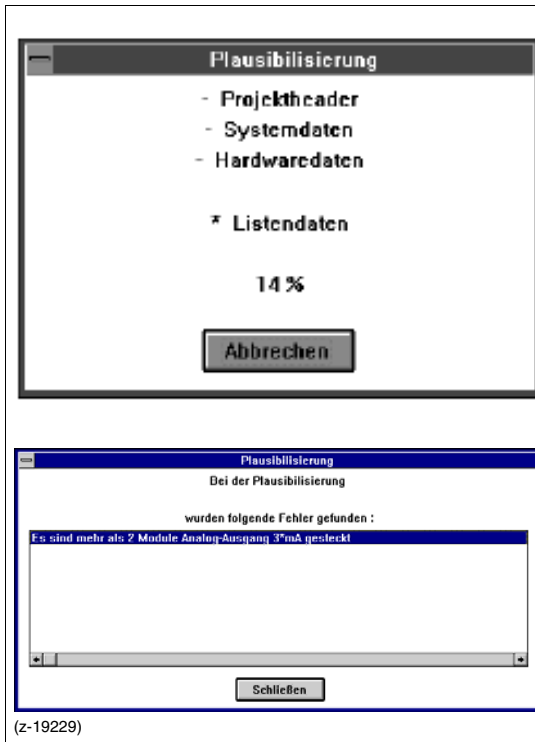 Plausibilisierung
- Projektheader
- Systemdaten
- Hardwaredaten
* Listendaten
14 %
Abbrechen
Plausibilisierung
Bei der Plausibilisierung
wurden folgende Fehler gefunden :
Es sind mehr als 2 Module Analog-Ausgang 3*mA gesteckt
Schließen
(z-19229)